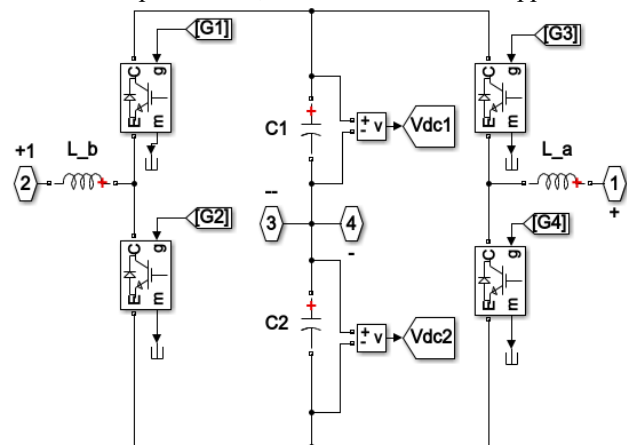 [G1]
[G3]
C
g
E
m
C
g
E
m
C1
+
+
-
v
Vdc1
+1
L_b
L_a
2
+
+
1
+
--
3
4
-
[G2]
[G4]
C
g
E
m
C
g
E
m
C2
+
+
-
v
Vdc2